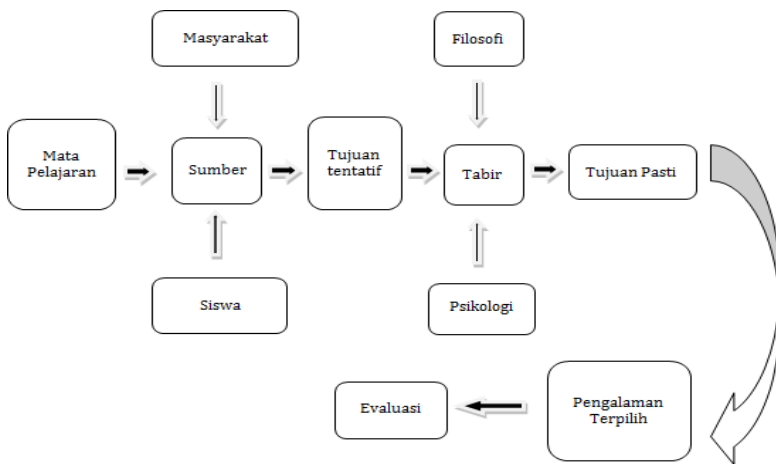 Masyarakat
Filosofi
Mata
Pelajaran
Sumber
Tujuan
tentatif
Tabir
Tujuan Pasti
Siswa
Psikologi
Evaluasi
Pengalaman
Terpilih